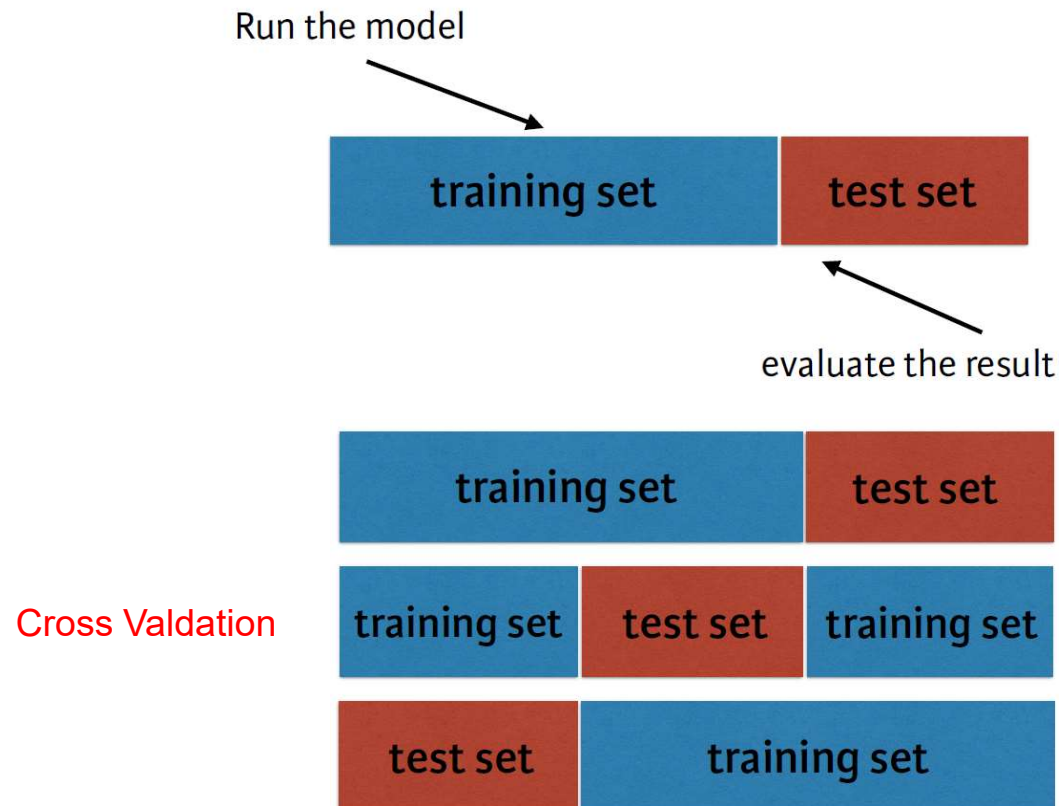 Run the model
training set test set
evaluate the result
training set test set
Cross Valdation
training set test set training set
test set training set